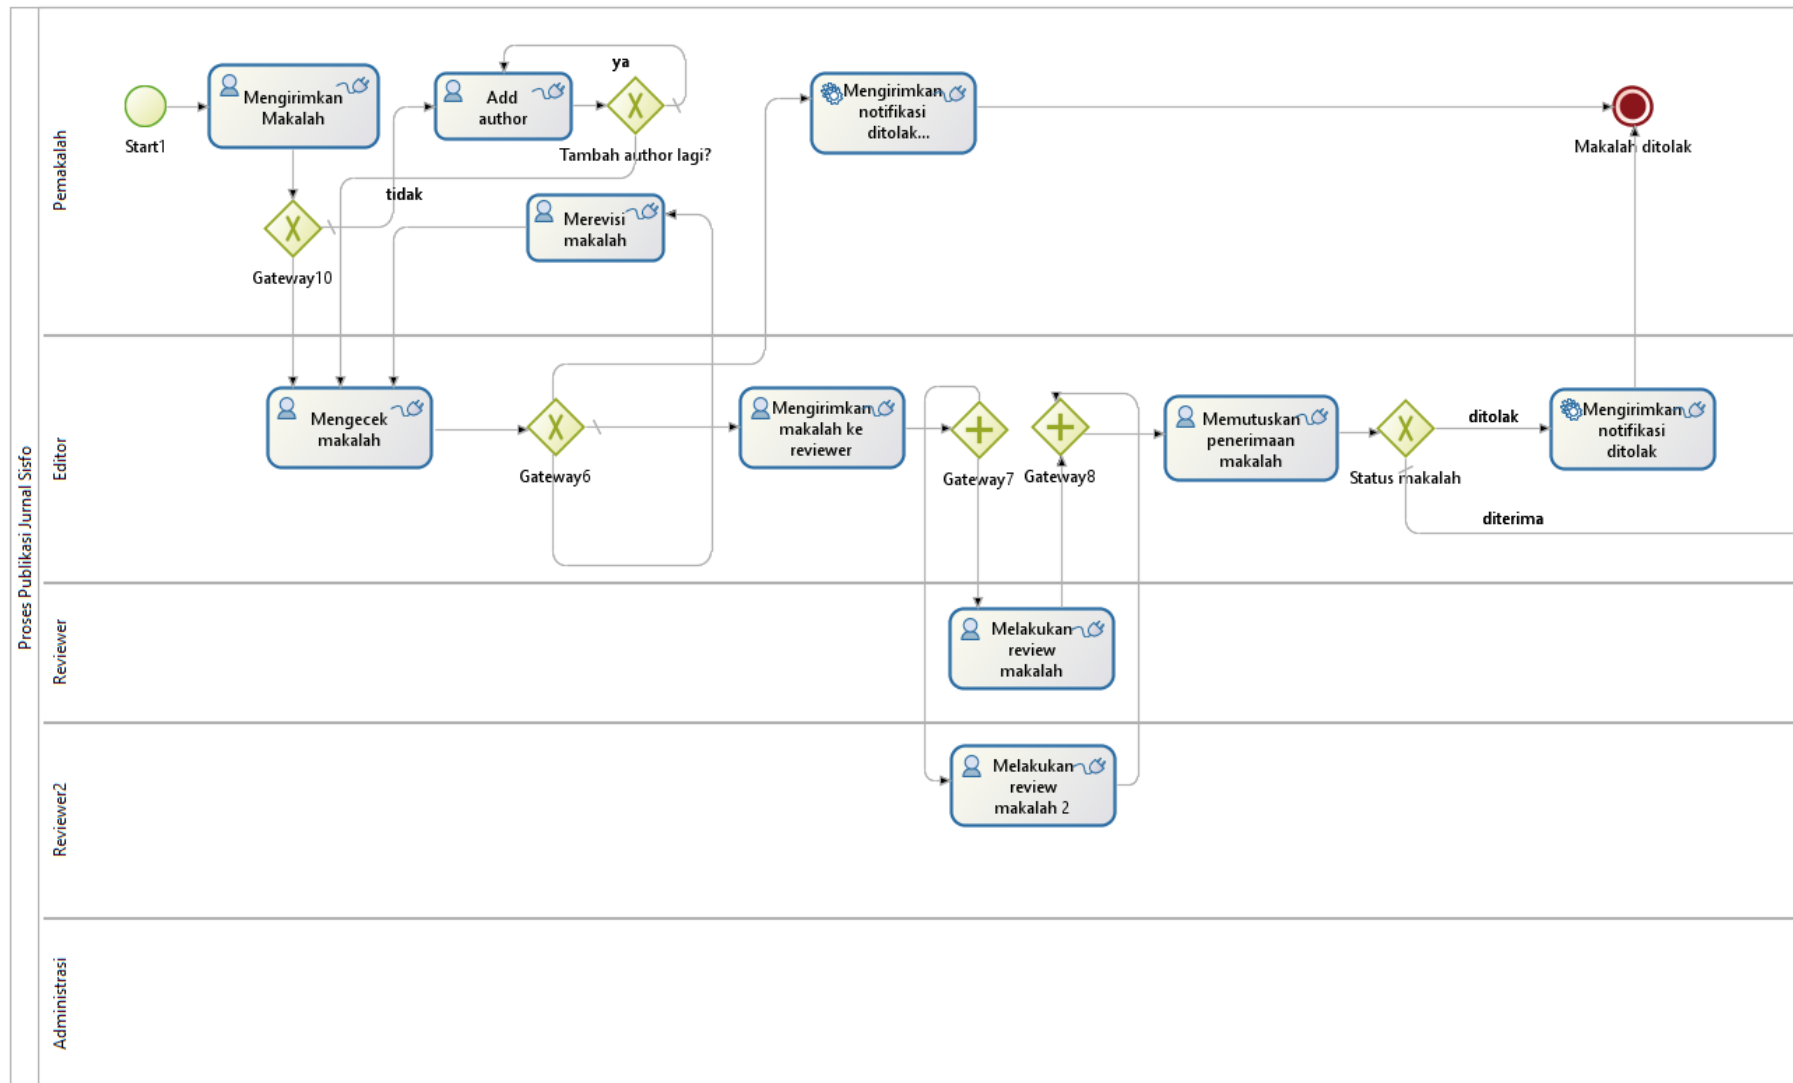 Proses Publikasi Jurnal Sisfo
Pemakalah
Start1
Mengirimkan
Makalah
Gateway10
Add
author
ya
Tambah author lagi?
tidak
Merevisi
makalah
Mengirimkan
notifikasi
ditolak...
Makalah ditolak
Editor
Mengecek
makalah
Gateway6
Mengirimkan
makalah ke
reviewer
Gateway7
Gateway8
Memutuskan
penerimaan
makalah
Status makalah
ditolak
diterima
Mengirimkan
notifikasi
ditolak
Reviewer
Melakukan
review
makalah
Reviewer2
Melakukan
review
makalah 2
Administrasi